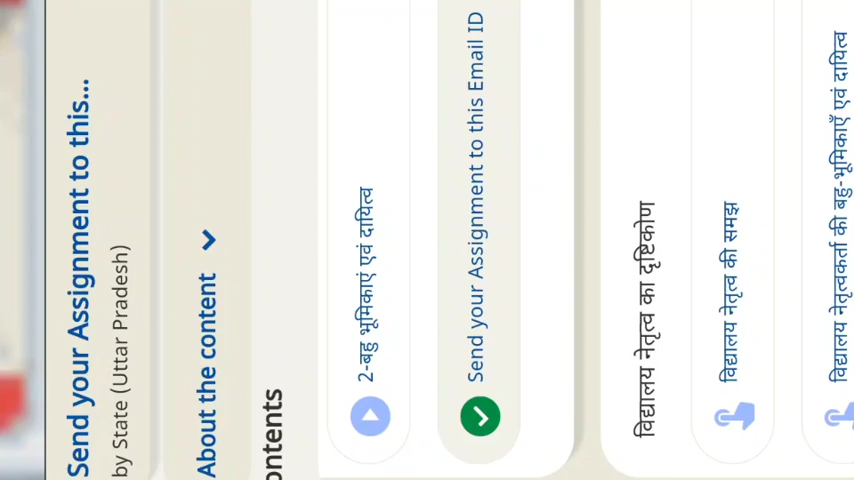 Send your Assignment to this...
by State (Uttar Pradesh)
About the content
ontents
2-बहु भूमिकाएं एवं दायित्व
Send your Assignment to this Email ID
विद्यालय नेतृत्व का दृष्टिकोण
विद्यालय नेतृत्व की समझ
विद्यालय नेतृत्वकर्ता की बहु-भूमिकाएँ एवं दायित्व